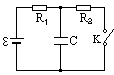 R₁ R₂
ℰ C K